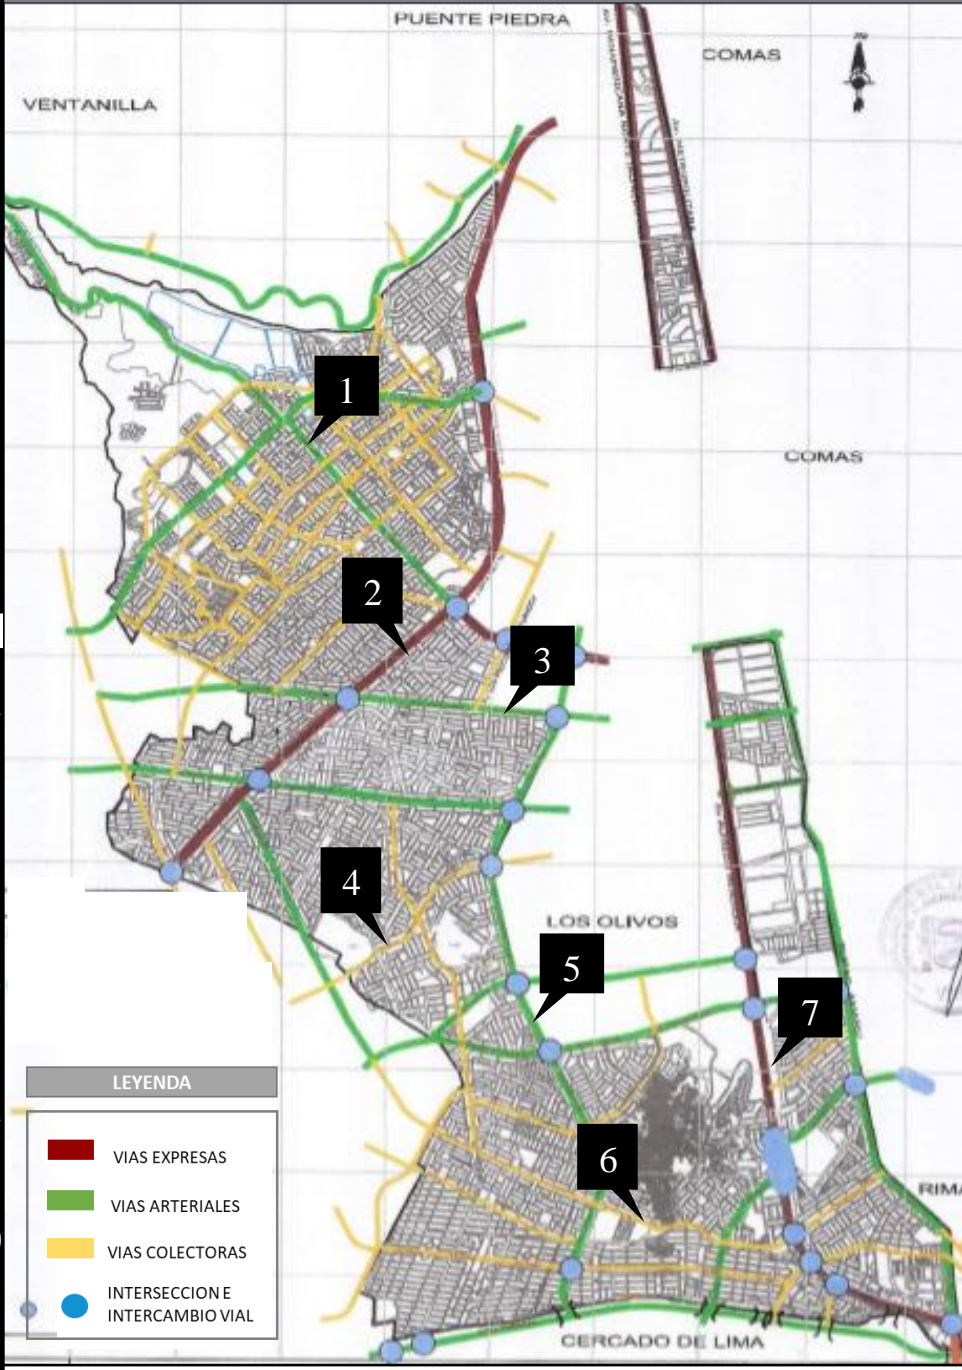 PUENTE PIEDRA
COMAS
VENTANILLA
1
COMAS
2
3
4
LOS OLIVOS
5
7
LEYENDA
VIAS EXPRESAS
VIAS ARTERIALES
VIAS COLECTORAS
INTERSECCION E
INTERCAMBIO VIAL
6
RIMA
CERCADO DE LIMA